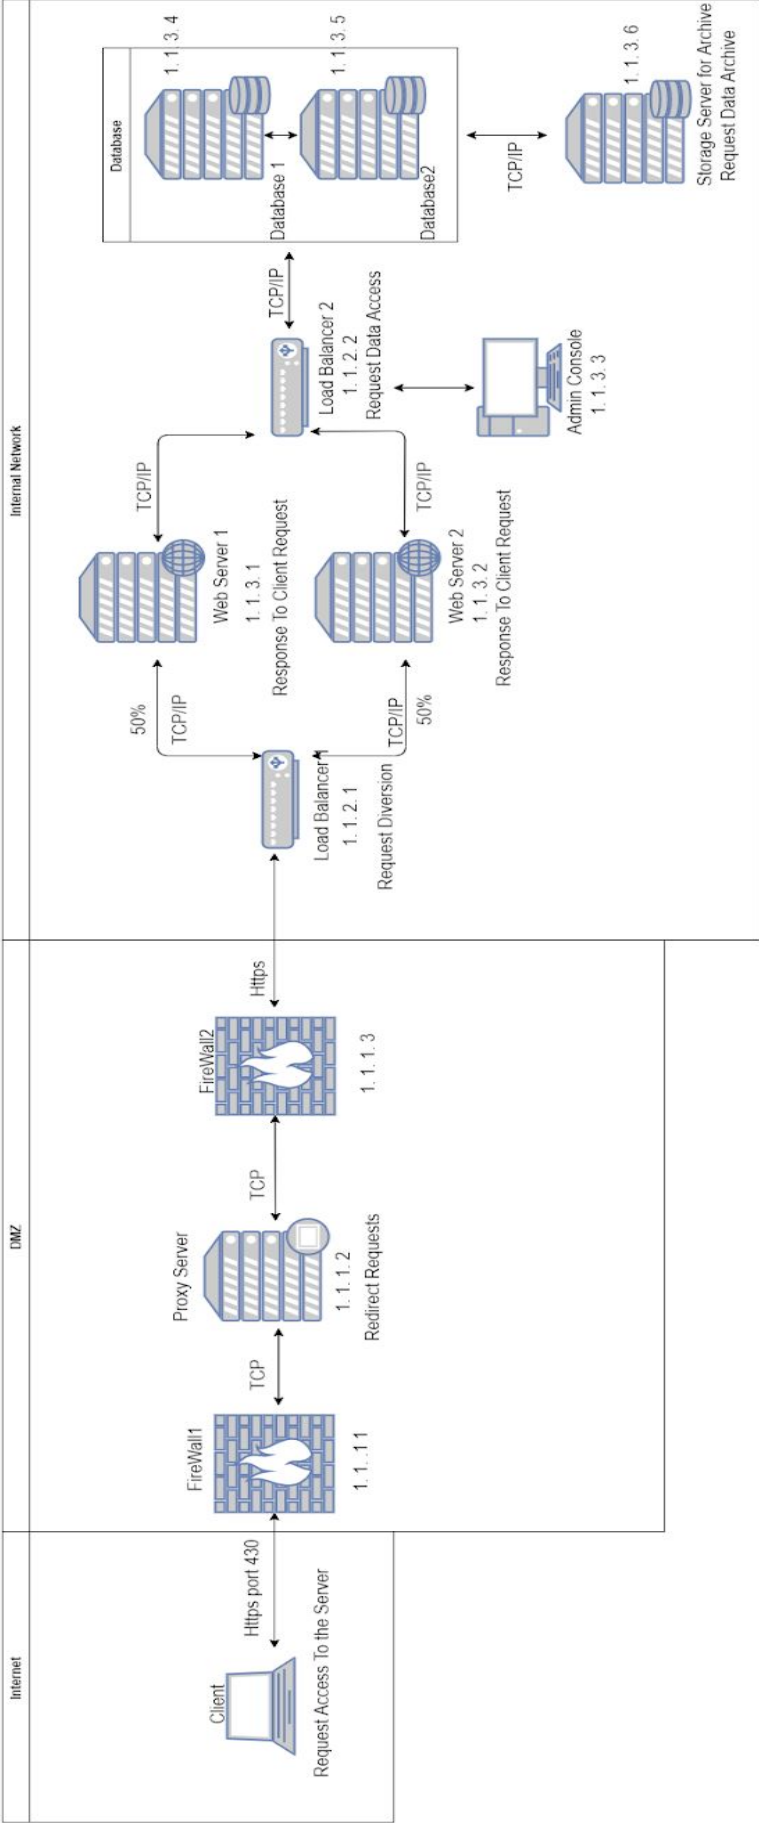 Internet
Client
Request Access To the Server
Https port 430
DMZ
FireWall1
1. 1. .1 1
TCP
Proxy Server
1. 1. 1. 2
Redirect Requests
TCP
FireWall2
1. 1. 1. 3
Https
Internal Network
Load Balancer 1
1. 1. 2. 1
Request Diversion
50%
TCP/IP
TCP/IP
50%
Web Server 1
1. 1. 3. 1
Response To Client Request
Web Server 2
1. 1. 3. 2
Response To Client Request
TCP/IP
TCP/IP
Load Balancer 2
1. 1. 2. 2
Request Data Access
Admin Console
1. 1. 3. 3
TCP/IP
Database
1. 1. 3. 4
Database 1
1. 1. 3. 5
Database2
TCP/IP
1. 1. 3. 6
Storage Server for Archive
Request Data Archive